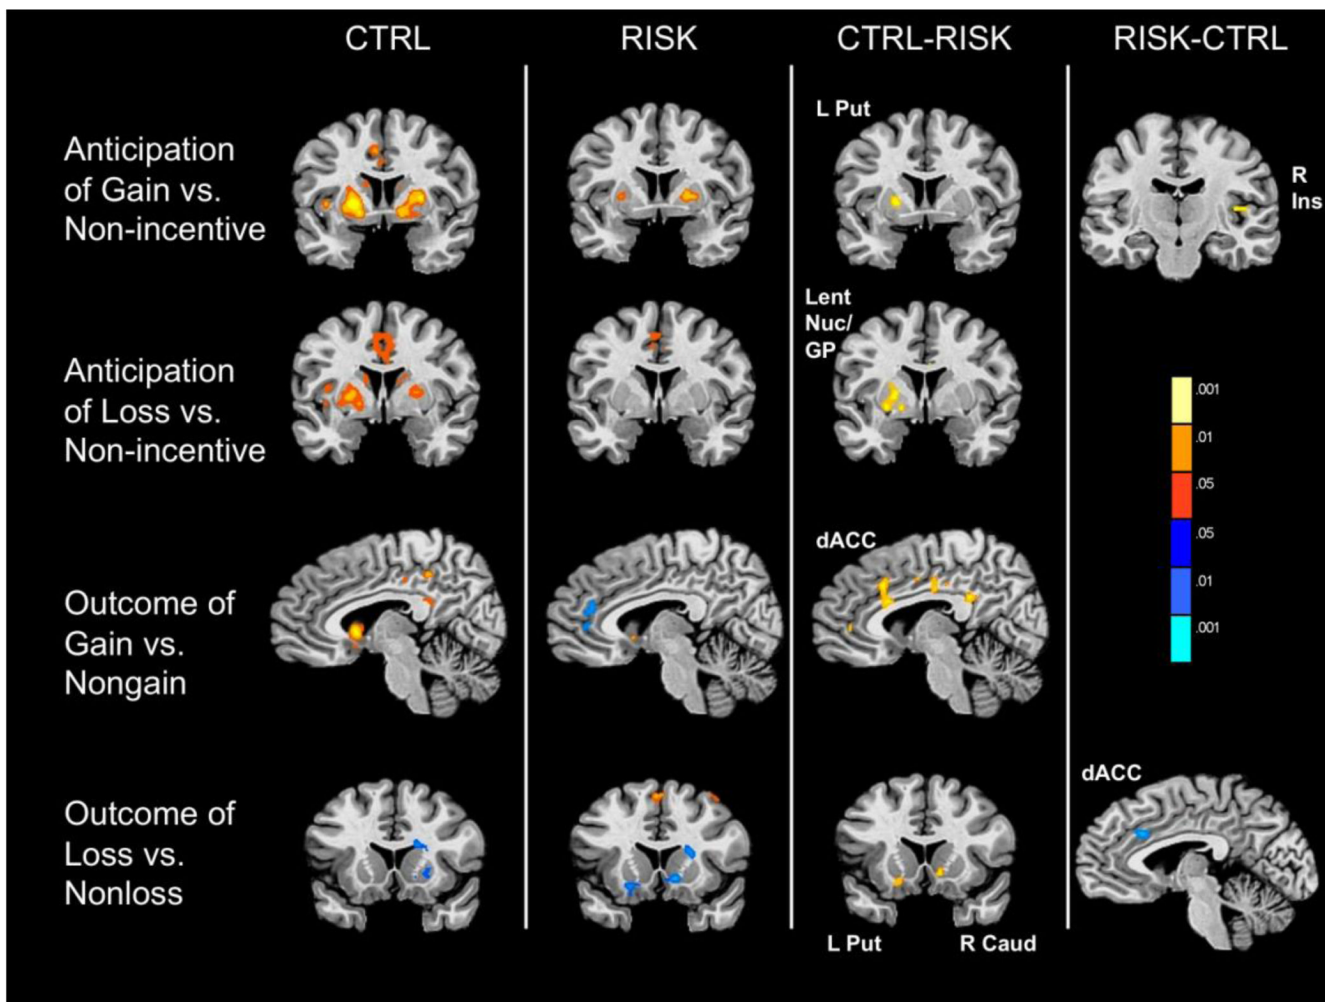 CTRL
RISK
CTRL-RISK
RISK-CTRL
Anticipation
of Gain vs.
Non-incentive
L Put
R
Ins
Anticipation
of Loss vs.
Non-incentive
Lent
Nuc/
GP
.001
.01
.05
.05
.01
.001
Outcome of
Gain vs.
Nongain
dACC
Outcome of
Loss vs.
Nonloss
L Put
R Caud
dACC